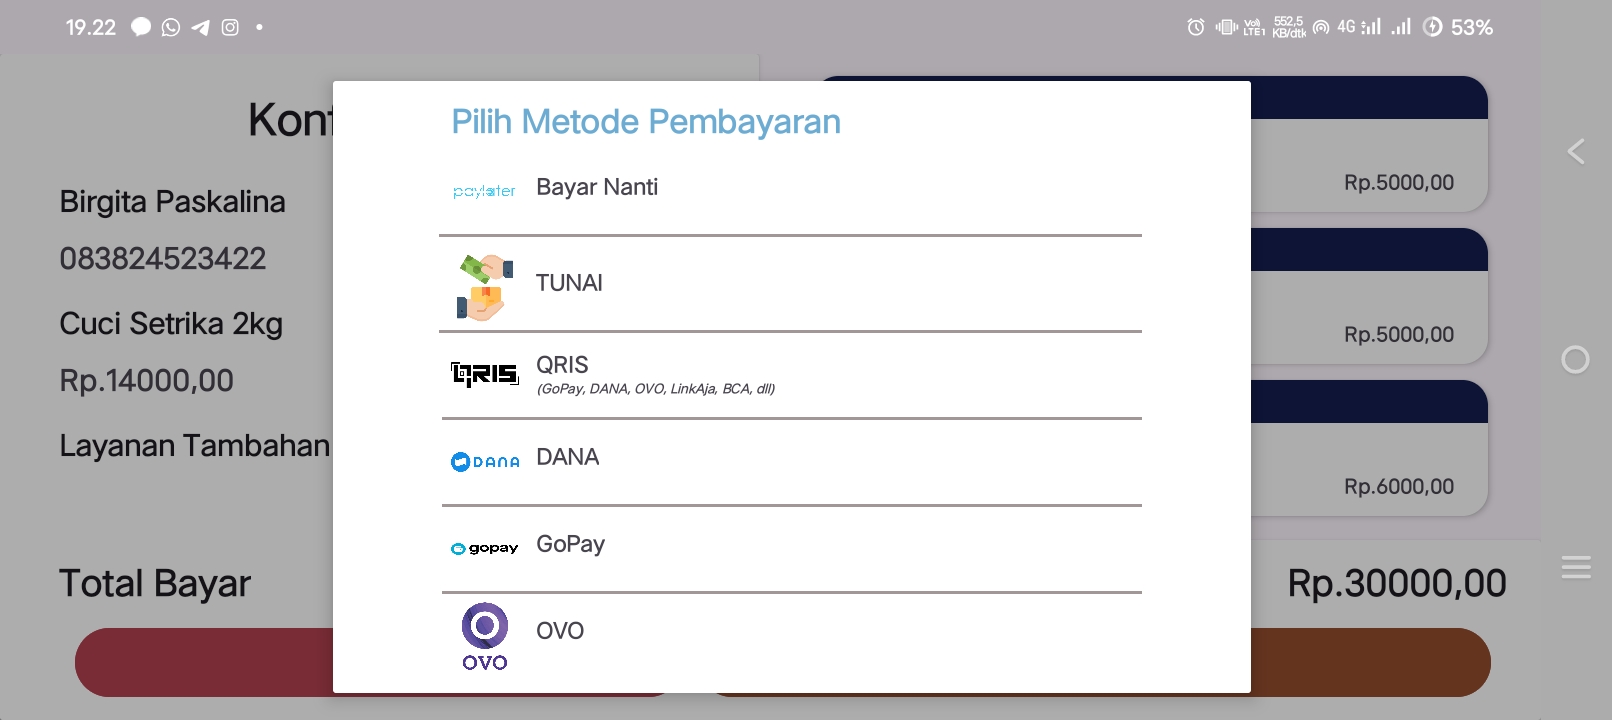 19.22
Vo))
LTE1
552,5
KB/dtk
4G
53%
Konf
Birgita Paskalina
083824523422
Cuci Setrika 2kg
Rp.14000,00
Layanan Tambahan
Total Bayar
Pilih Metode Pembayaran
paylater
Bayar Nanti
TUNAI
QRIS
QRIS
(GoPay, DANA, OVO, LinkAja, BCA, dll)
DANA
DANA
gopay
GoPay
OVO
OVO
Rp.5000,00
Rp.5000,00
Rp.6000,00
Rp.30000,00